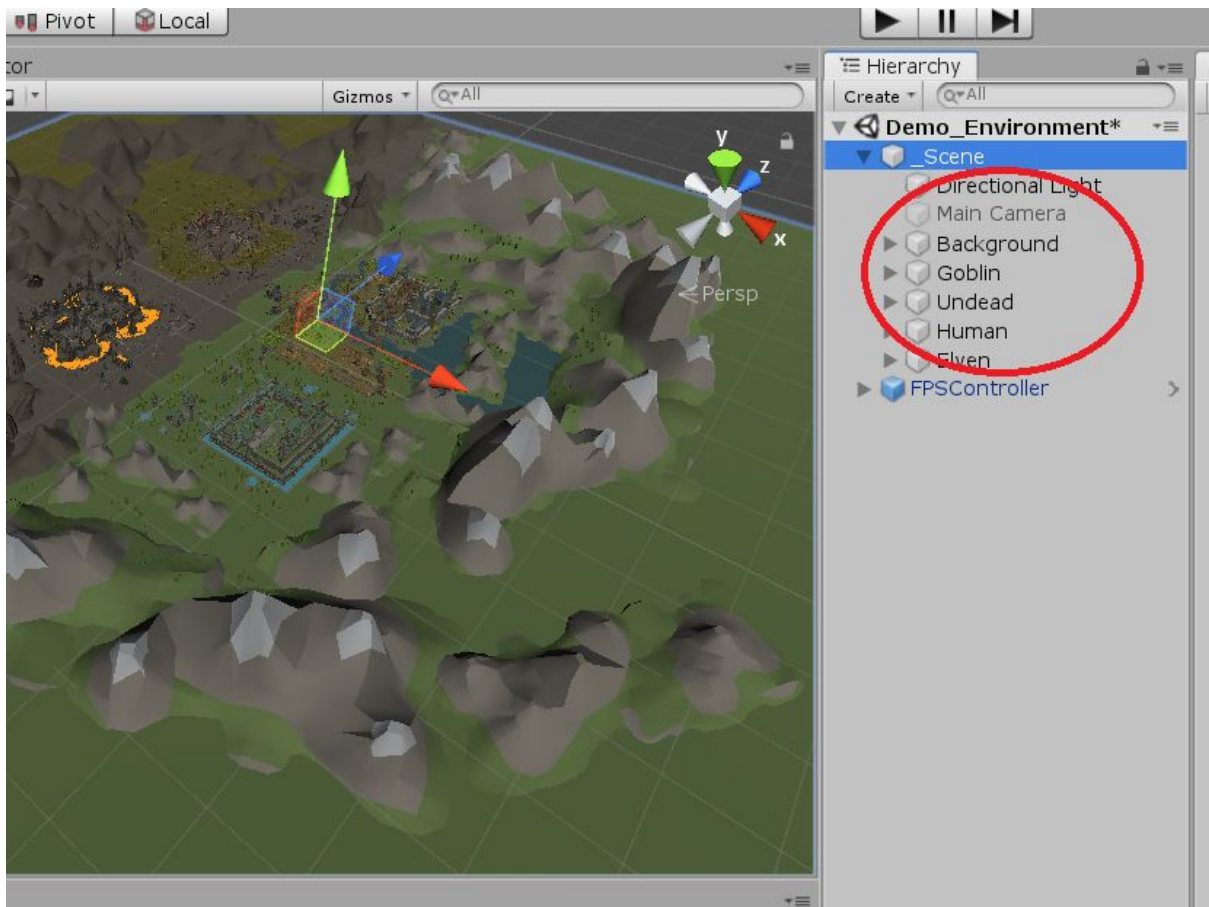 Pivot Local
tor
Gizmos All
y
z
x
Persp
Hierarchy
Create All
Demo_Environment*
_Scene
Directional Light
Main Camera
Background
Goblin
Undead
Human
Elven
FPSController